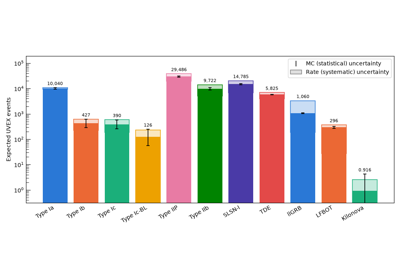 MC (statistical) uncertainty
Rate (systematic) uncertainty
Expected UVEX events
10⁵
10⁴
10³
10²
10¹
10⁰
10,040
427
390
126
29,486
9,722
14,785
5,825
1,060
296
0.916
Type Ia
Type Ib
Type Ic
Type Ic-BL
Type IIP
Type IIb
SLSN-I
TDE
llGRB
LFBOT
Kilonova